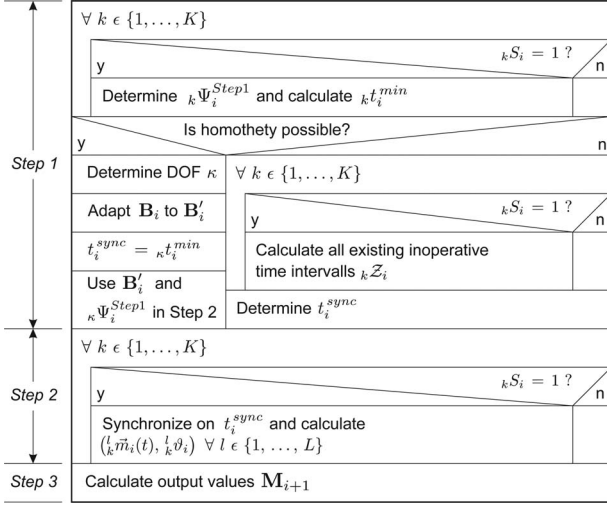 ∀ k ϵ {1, . . . , K}
ₖSᵢ = 1 ?
y
n
Determine ₖΨᵢ^{Step1} and calculate ₖtᵢ^{min}
Is homothety possible?
y
n
Step 1
Determine DOF κ
∀ k ϵ {1, . . . , K}
Adapt Bᵢ to B′ᵢ
ₖSᵢ = 1 ?
y
n
tᵢ^{sync} = _κtᵢ^{min}
Calculate all existing inoperative
time intervalls ₖZᵢ
Use B′ᵢ and
_κΨᵢ^{Step1} in Step 2
Determine tᵢ^{sync}
∀ k ϵ {1, . . . , K}
ₖSᵢ = 1 ?
y
n
Step 2
Synchronize on tᵢ^{sync} and calculate
(ˡₖm⃗ᵢ(t), ˡₖϑᵢ) ∀ l ϵ {1, . . . , L}
Step 3
Calculate output values Mᵢ₊₁